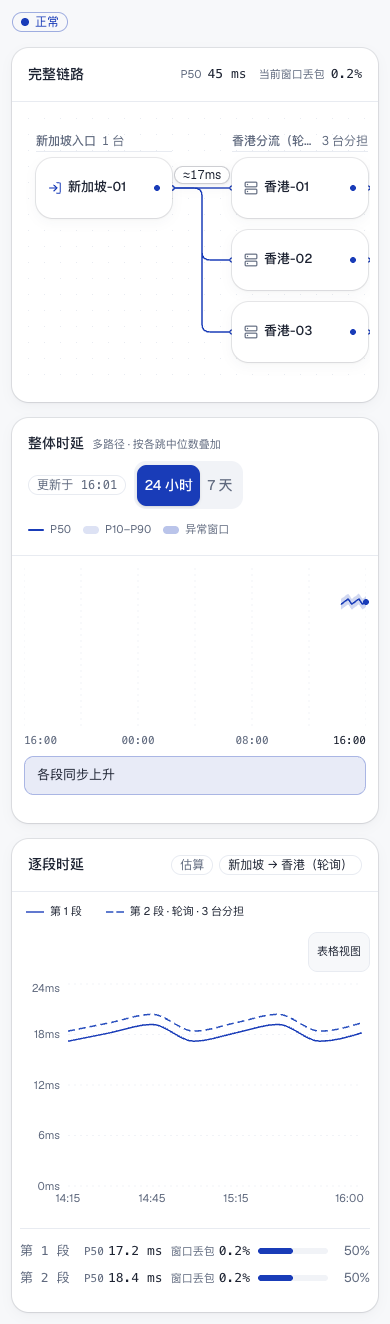 正常
完整链路 P50 45 ms 当前窗口丢包 0.2%
新加坡入口 1 台 香港分流（轮… 3 台分担
新加坡-01 ≈17ms 香港-01
香港-02
香港-03
整体时延 多路径 · 按各跳中位数叠加
更新于 16:01 24 小时 7 天
P50 P10–P90 异常窗口
16:00 00:00 08:00 16:00
各段同步上升
逐段时延 估算 新加坡 → 香港（轮询）
第 1 段 第 2 段 · 轮询 · 3 台分担
表格视图
24ms
18ms
12ms
6ms
0ms
14:15 14:45 15:15 16:00
第 1 段 P50 17.2 ms 窗口丢包 0.2% 50%
第 2 段 P50 18.4 ms 窗口丢包 0.2% 50%